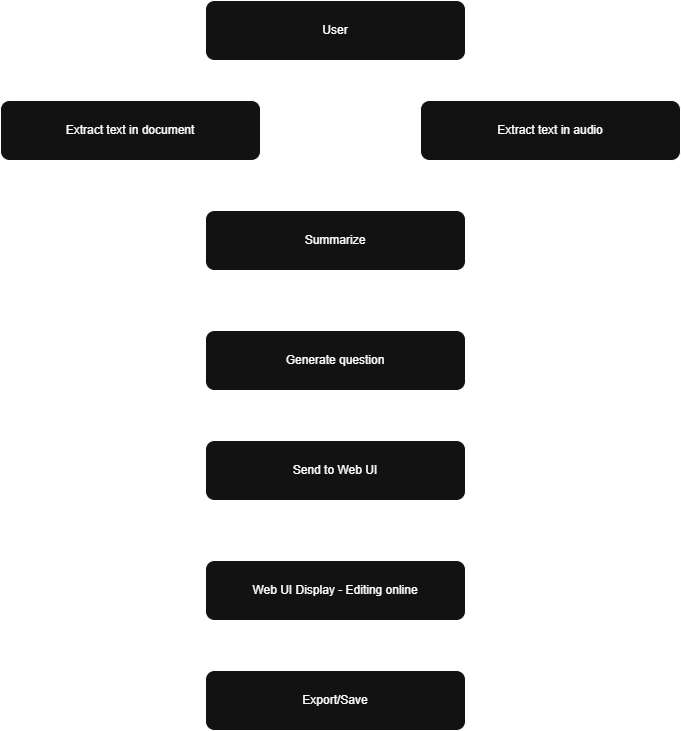 User
Extract text in document
Extract text in audio
Summarize
Generate question
Send to Web UI
Web UI Display - Editing online
Export/Save